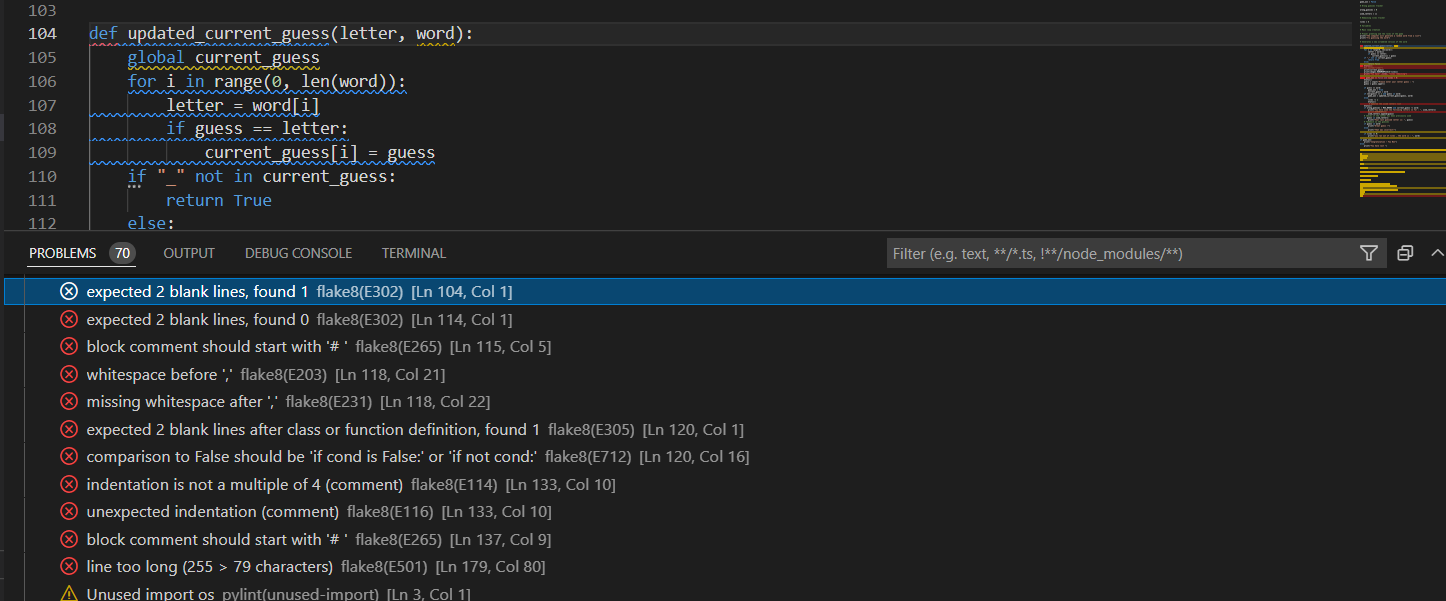 103
104 def updated_current_guess(letter, word):
105 global current_guess
106 for i in range(0, len(word)):
107 letter = word[i]
108 if guess == letter:
109 current_guess[i] = guess
110 if "_" not in current_guess:
111 return True
112 else:
PROBLEMS 70 OUTPUT DEBUG CONSOLE TERMINAL Filter (e.g. text, **/*.ts, !**/node_modules/**)
expected 2 blank lines, found 1 flake8(E302) [Ln 104, Col 1]
expected 2 blank lines, found 0 flake8(E302) [Ln 114, Col 1]
block comment should start with '# ' flake8(E265) [Ln 115, Col 5]
whitespace before ',' flake8(E203) [Ln 118, Col 21]
missing whitespace after ',' flake8(E231) [Ln 118, Col 22]
expected 2 blank lines after class or function definition, found 1 flake8(E305) [Ln 120, Col 1]
comparison to False should be 'if cond is False:' or 'if not cond:' flake8(E712) [Ln 120, Col 16]
indentation is not a multiple of 4 (comment) flake8(E114) [Ln 133, Col 10]
unexpected indentation (comment) flake8(E116) [Ln 133, Col 10]
block comment should start with '# ' flake8(E265) [Ln 137, Col 9]
line too long (255 > 79 characters) flake8(E501) [Ln 179, Col 80]
Unused import os pylint(unused-import) [Ln 3, Col 1]